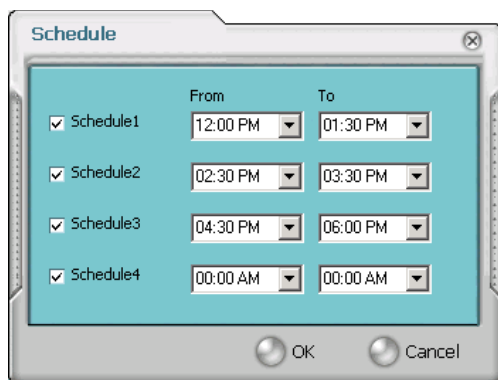 Schedule
From To
Schedule1 12:00 PM 01:30 PM
Schedule2 02:30 PM 03:30 PM
Schedule3 04:30 PM 06:00 PM
Schedule4 00:00 AM 00:00 AM
OK Cancel